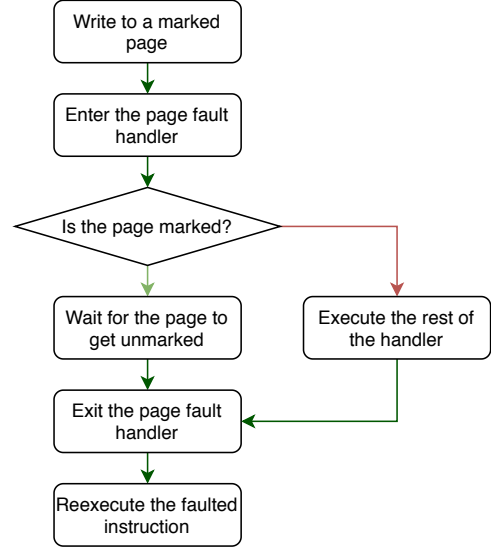 Write to a marked
page
Enter the page fault
handler
Is the page marked?
Wait for the page to
get unmarked
Execute the rest of
the handler
Exit the page fault
handler
Reexecute the faulted
instruction